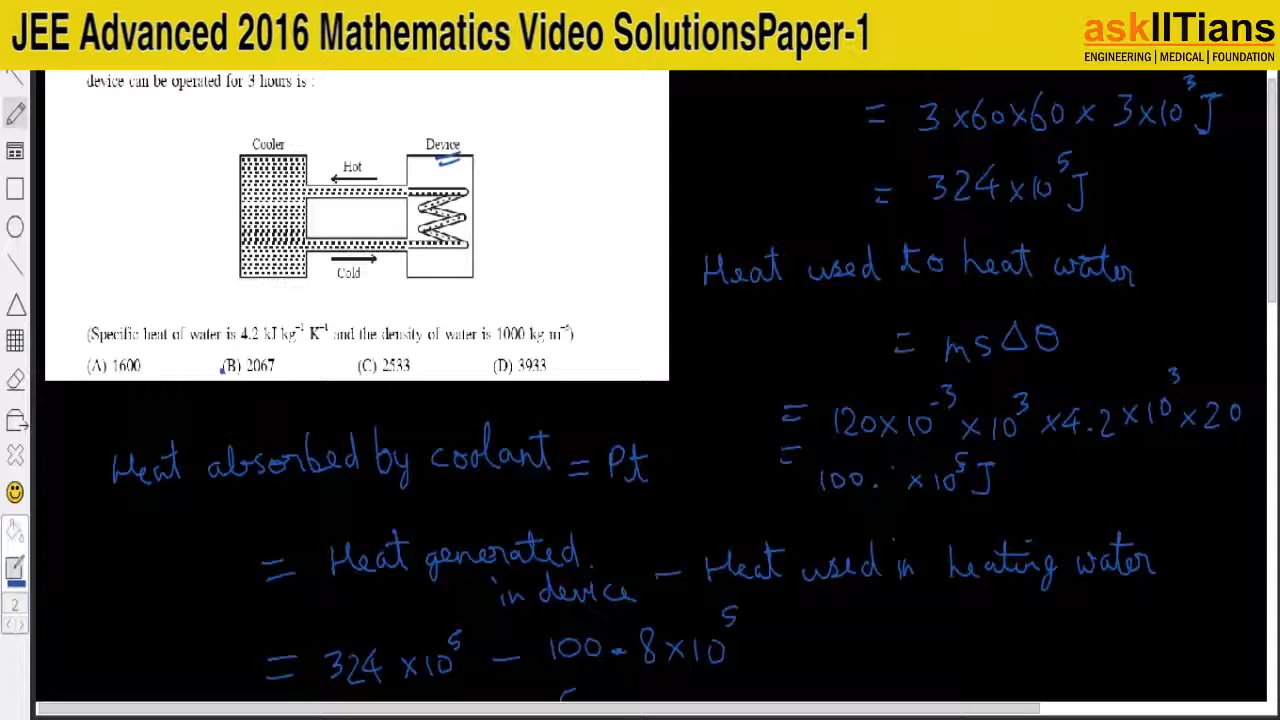 JEE Advanced 2016 Mathematics Video SolutionsPaper-1
askIITians
ENGINEERING | MEDICAL | FOUNDATION
device can be operated for 3 hours is :
Cooler
Device
Hot
Cold
(Specific heat of water is 4.2 kJ kg⁻¹ K⁻¹ and the density of water is 1000 kg m⁻³)
(A) 1600 (B) 2067 (C) 2533 (D) 3933
= 3×60×60× 3×10³J
= 324×10⁵J
Heat used to heat water
= msΔθ
= 120×10⁻³×10³×4.2×10³×20
=
100. ×10⁵J
Heat absorbed by coolant = Pt
= Heat generated in device - Heat used in heating water
= 324×10⁵ - 100.8×10⁵
2